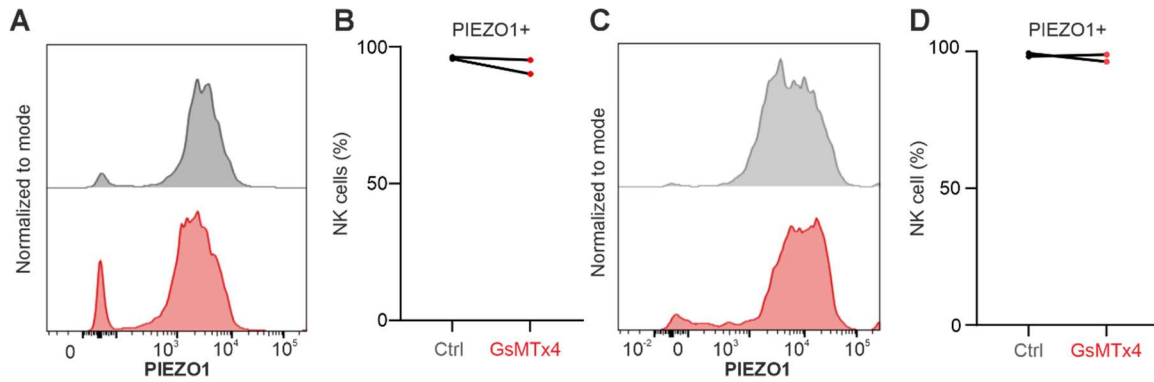 A
Normalized to mode
0
10³
10⁴
10⁵
PIEZO1
B
PIEZO1+
100
50
0
NK cells (%)
Ctrl
GsMTx4
C
Normalized to mode
10⁻²
0
10³
10⁴
10⁵
PIEZO1
D
PIEZO1+
100
50
0
NK cell (%)
Ctrl
GsMTx4